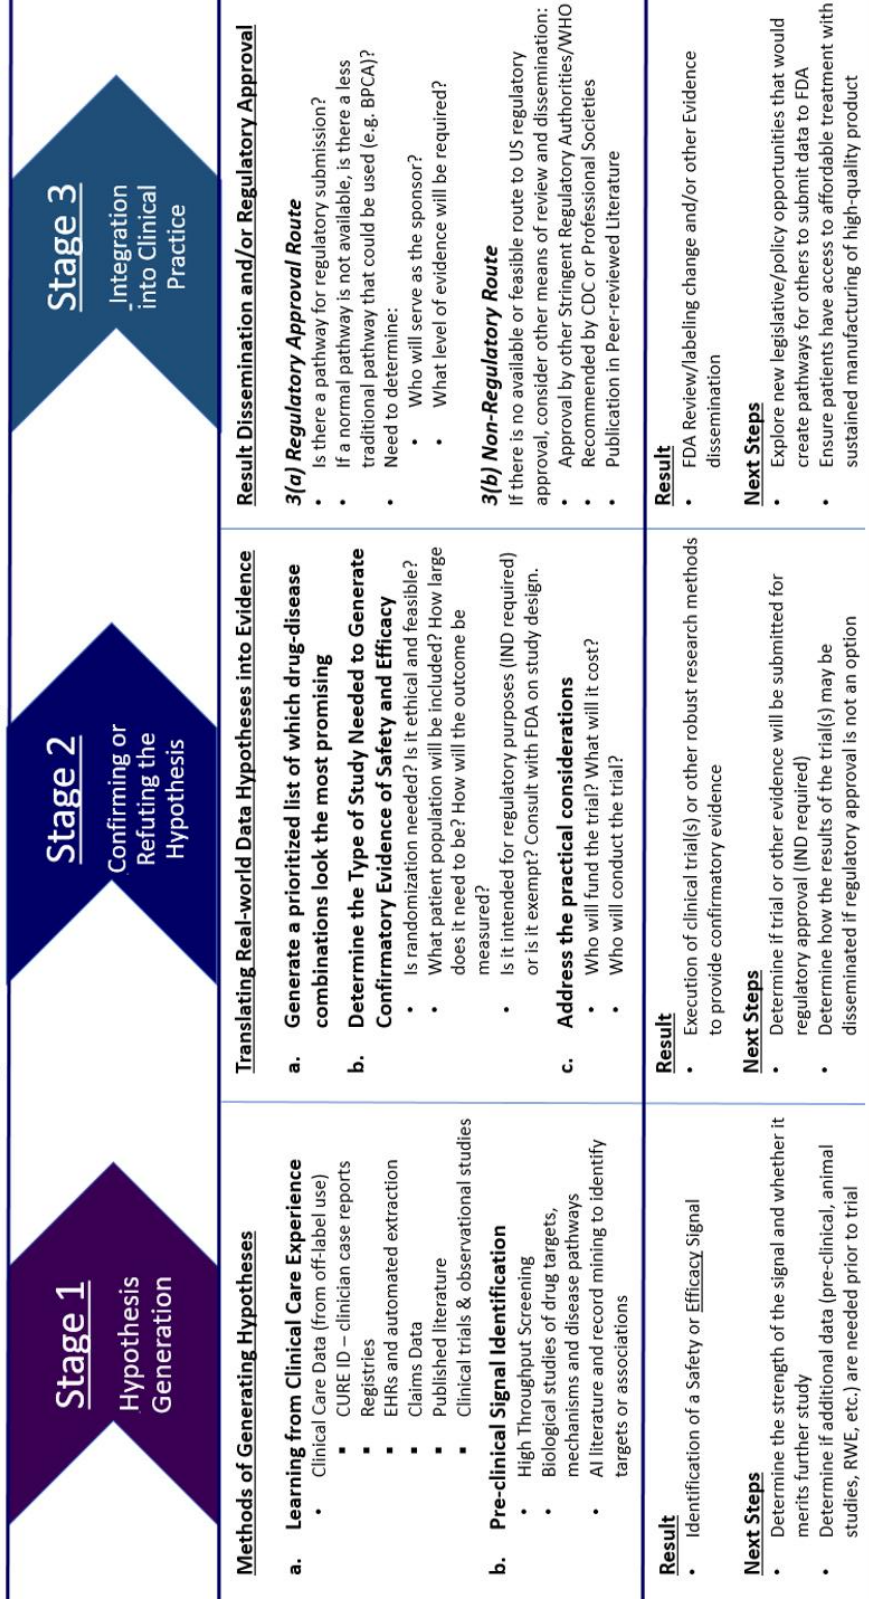 Stage 1
Hypothesis
Generation
Stage 2
Confirming or
Refuting the
Hypothesis
Stage 3
Integration
into Clinical
Practice
Methods of Generating Hypotheses
a. Learning from Clinical Care Experience
• Clinical Care Data (from off-label use)
▪ CURE ID – clinician case reports
▪ Registries
▪ EHRs and automated extraction
▪ Claims Data
▪ Published literature
▪ Clinical trials & observational studies
b. Pre-clinical Signal Identification
• High Throughput Screening
• Biological studies of drug targets,
mechanisms and disease pathways
• AI literature and record mining to identify
targets or associations
Translating Real-world Data Hypotheses into Evidence
a. Generate a prioritized list of which drug-disease
combinations look the most promising
b. Determine the Type of Study Needed to Generate
Confirmatory Evidence of Safety and Efficacy
• Is randomization needed? Is it ethical and feasible?
• What patient population will be included? How large
does it need to be? How will the outcome be
measured?
• Is it intended for regulatory purposes (IND required)
or is it exempt? Consult with FDA on study design.
c. Address the practical considerations
• Who will fund the trial? What will it cost?
• Who will conduct the trial?
Result Dissemination and/or Regulatory Approval
3(a) Regulatory Approval Route
• Is there a pathway for regulatory submission?
• If a normal pathway is not available, is there a less
traditional pathway that could be used (e.g. BPCA)?
• Need to determine:
• Who will serve as the sponsor?
• What level of evidence will be required?
3(b) Non-Regulatory Route
If there is no available or feasible route to US regulatory
approval, consider other means of review and dissemination:
• Approval by other Stringent Regulatory Authorities/WHO
• Recommended by CDC or Professional Societies
• Publication in Peer-reviewed Literature
Result
• Identification of a Safety or Efficacy Signal
Next Steps
• Determine the strength of the signal and whether it
merits further study
• Determine if additional data (pre-clinical, animal
studies, RWE, etc.) are needed prior to trial
Result
• Execution of clinical trial(s) or other robust research methods
to provide confirmatory evidence
Next Steps
• Determine if trial or other evidence will be submitted for
regulatory approval (IND required)
• Determine how the results of the trial(s) may be
disseminated if regulatory approval is not an option
Result
• FDA Review/labeling change and/or other Evidence
dissemination
Next Steps
• Explore new legislative/policy opportunities that would
create pathways for others to submit data to FDA
• Ensure patients have access to affordable treatment with
sustained manufacturing of high-quality product